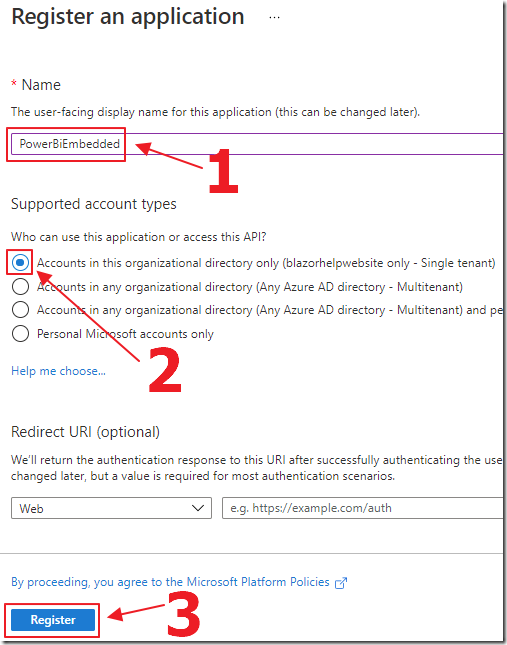 Register an application ...
* Name
The user-facing display name for this application (this can be changed later).
PowerBiEmbedded
1
Supported account types
Who can use this application or access this API?
Accounts in this organizational directory only (blazorhelpwebsite only - Single tenant)
Accounts in any organizational directory (Any Azure AD directory - Multitenant)
Accounts in any organizational directory (Any Azure AD directory - Multitenant) and pe
Personal Microsoft accounts only
2
Help me choose...
Redirect URI (optional)
We'll return the authentication response to this URI after successfully authenticating the use
changed later, but a value is required for most authentication scenarios.
Web
e.g. https://example.com/auth
By proceeding, you agree to the Microsoft Platform Policies
Register
3